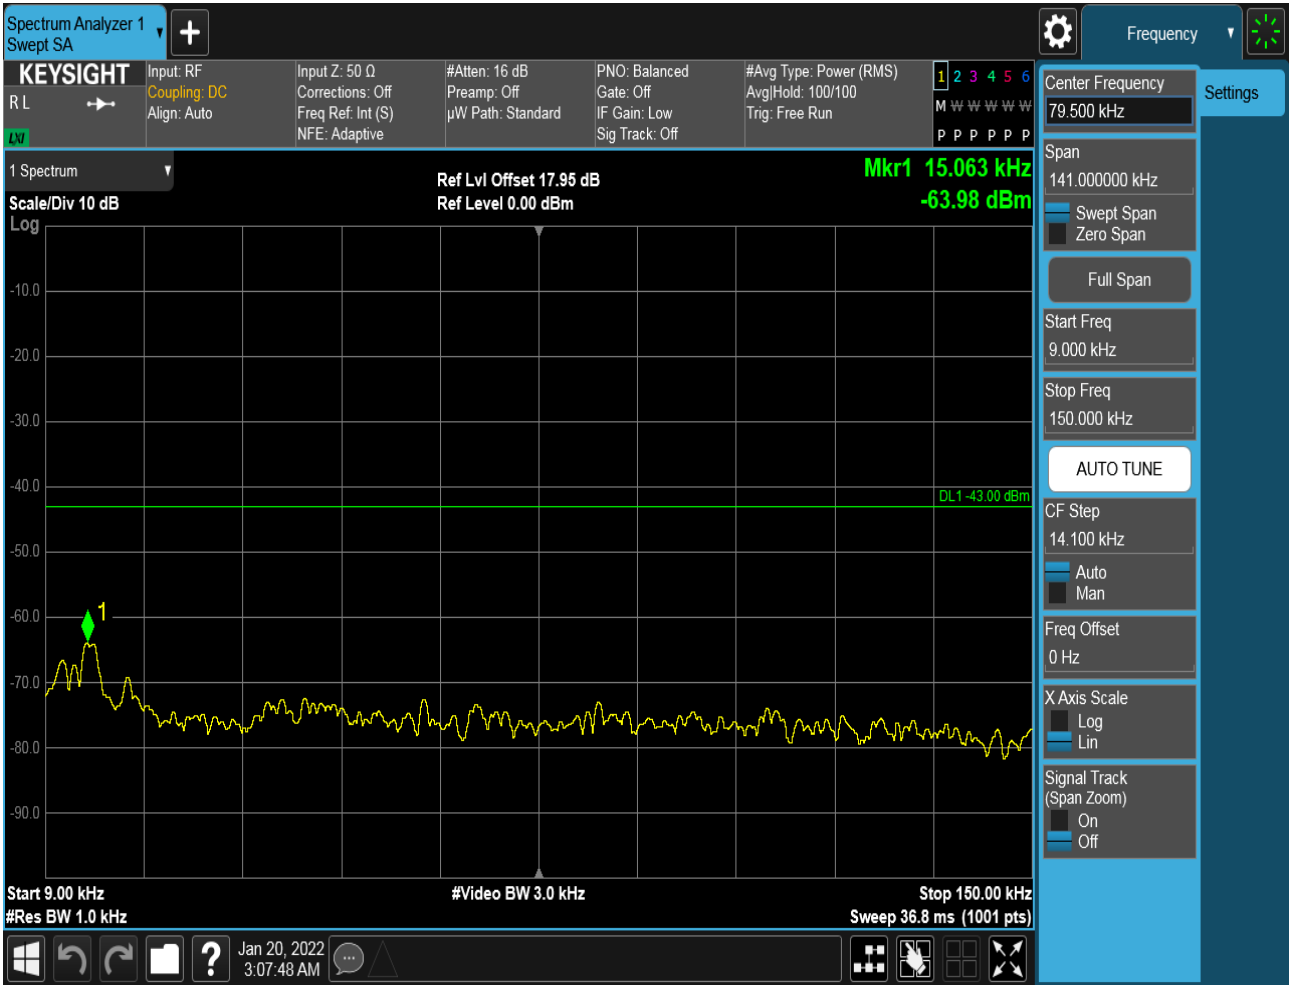 Spectrum Analyzer 1
Swept SA
Frequency
KEYSIGHT
R L
LXI
Input: RF
Coupling: DC
Align: Auto
Input Z: 50 Ω
Corrections: Off
Freq Ref: Int (S)
NFE: Adaptive
#Atten: 16 dB
Preamp: Off
µW Path: Standard
PNO: Balanced
Gate: Off
IF Gain: Low
Sig Track: Off
#Avg Type: Power (RMS)
Avg|Hold: 100/100
Trig: Free Run
1 2 3 4 5 6
M W W W W W
P P P P P P
1 Spectrum
Scale/Div 10 dB
Log
Ref Lvl Offset 17.95 dB
Ref Level 0.00 dBm
Mkr1 15.063 kHz
-63.98 dBm
-10.0
-20.0
-30.0
-40.0
DL1 -43.00 dBm
-50.0
-60.0
1
-70.0
-80.0
-90.0
Start 9.00 kHz
#Res BW 1.0 kHz
#Video BW 3.0 kHz
Stop 150.00 kHz
Sweep 36.8 ms (1001 pts)
Center Frequency
79.500 kHz
Span
141.000000 kHz
Swept Span
Zero Span
Full Span
Start Freq
9.000 kHz
Stop Freq
150.000 kHz
AUTO TUNE
CF Step
14.100 kHz
Auto
Man
Freq Offset
0 Hz
X Axis Scale
Log
Lin
Signal Track
(Span Zoom)
On
Off
Settings
?
Jan 20, 2022
3:07:48 AM